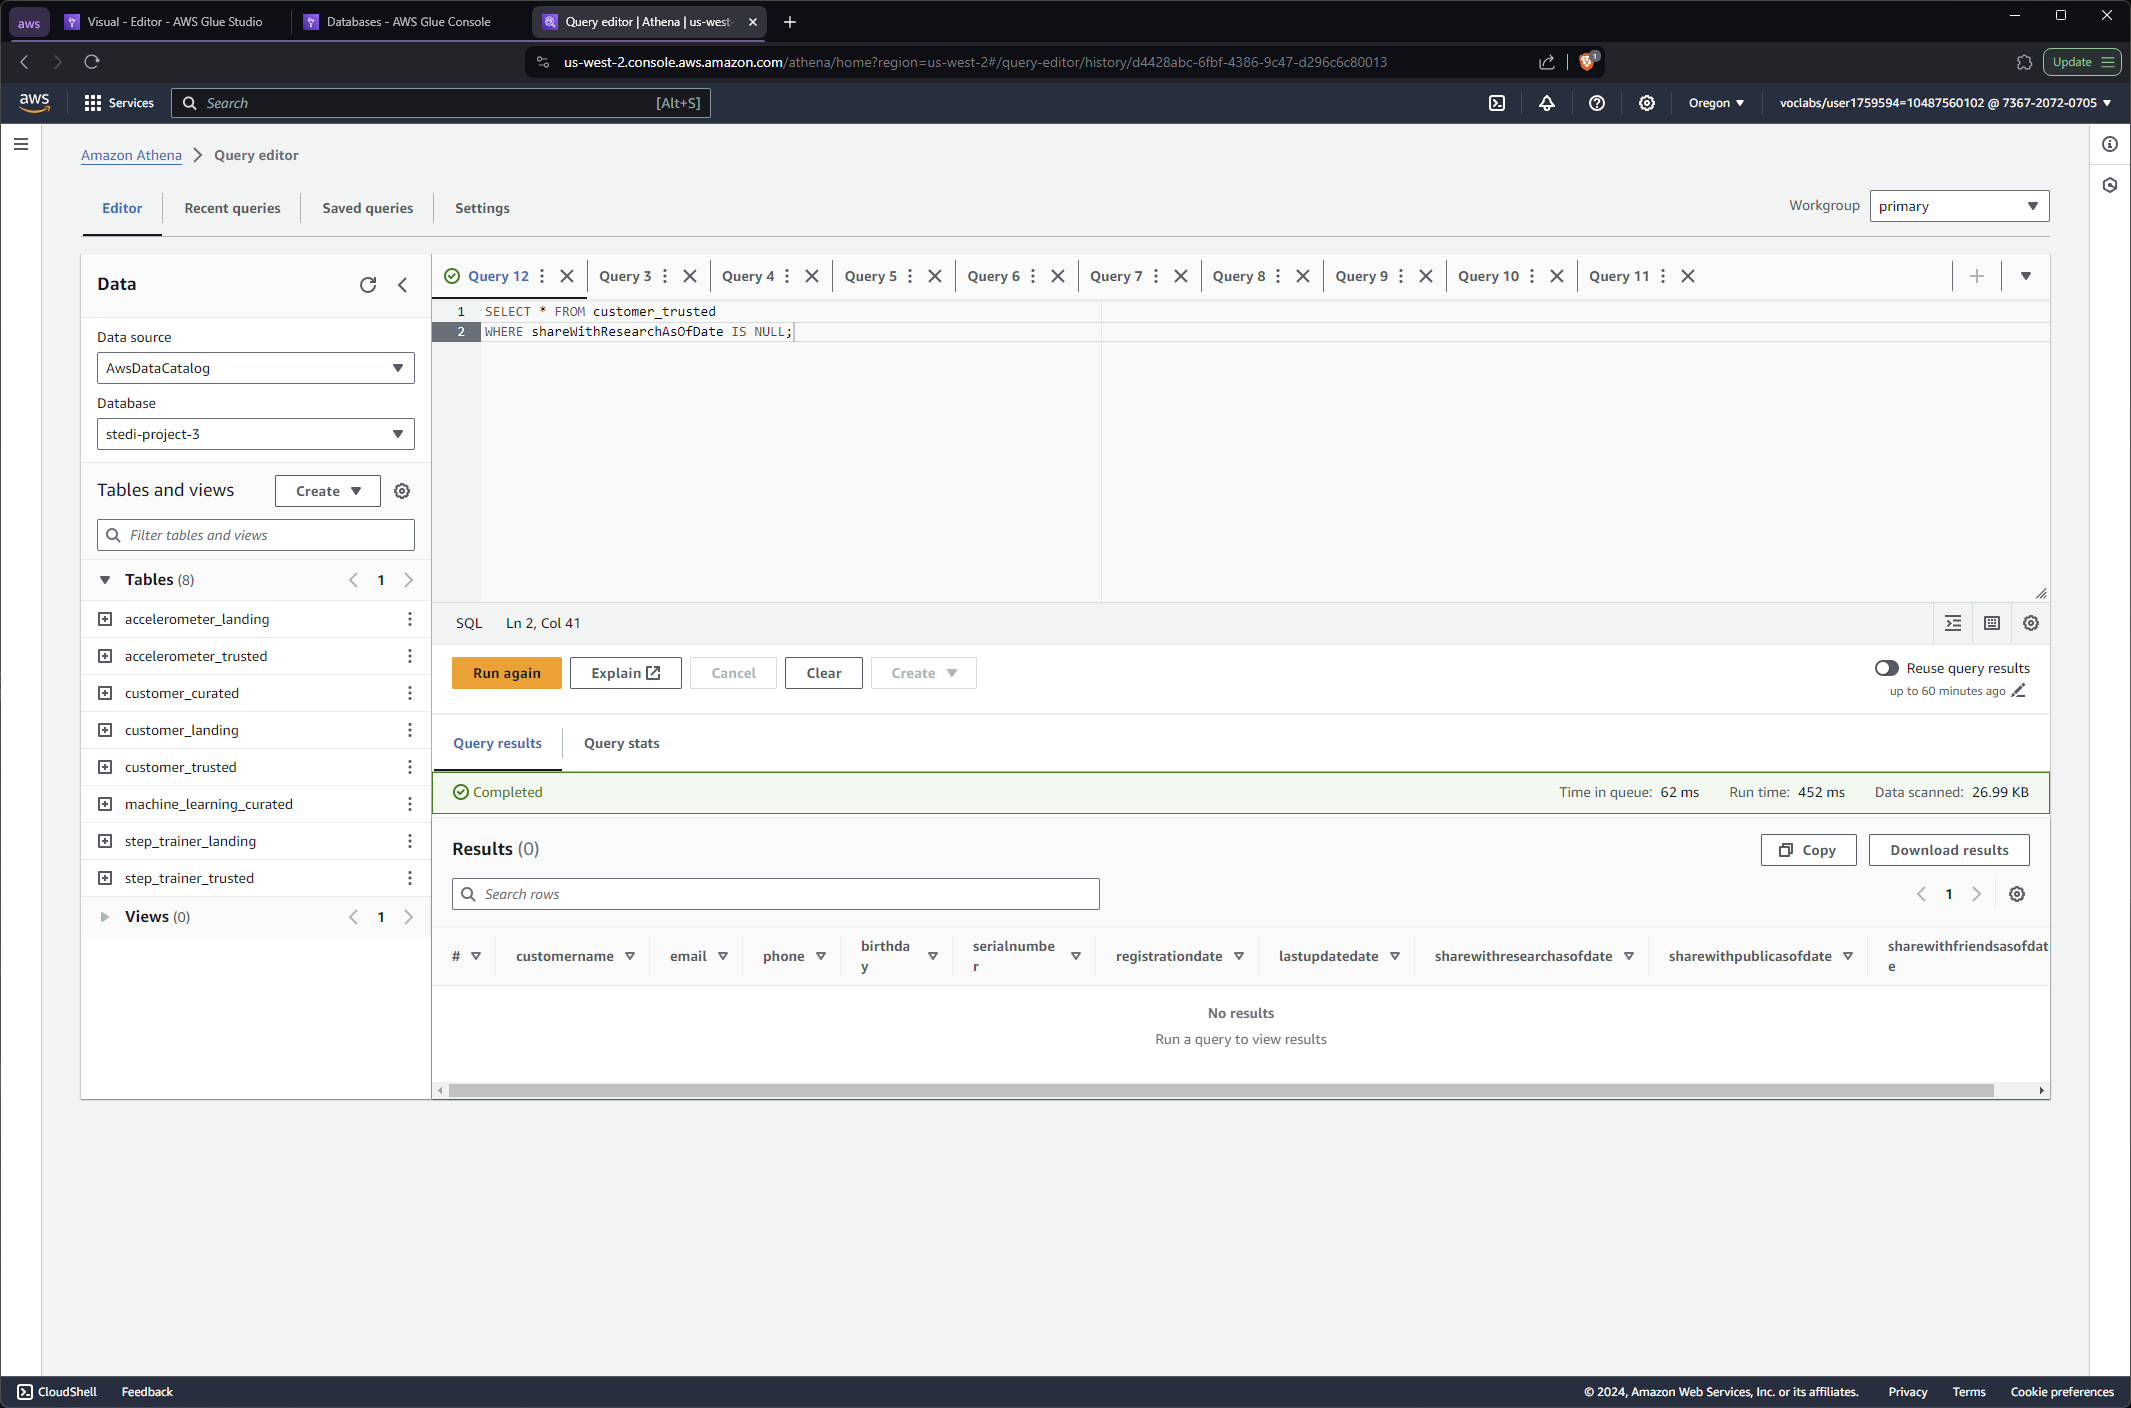 aws
Visual - Editor - AWS Glue Studio
Databases - AWS Glue Console
Query editor | Athena | us-west-
us-west-2.console.aws.amazon.com/athena/home?region=us-west-2#/query-editor/history/d4428abc-6fbf-4386-9c47-d296c6c80013
1
Update
aws
Services
Search
[Alt+S]
Oregon
voclabs/user1759594=10487560102 @ 7367-2072-0705
Amazon Athena
Query editor
Editor
Recent queries
Saved queries
Settings
Workgroup
primary
Data
Data source
AwsDataCatalog
Database
stedi-project-3
Tables and views
Create
Filter tables and views
Tables (8)
1
accelerometer_landing
accelerometer_trusted
customer_curated
customer_landing
customer_trusted
machine_learning_curated
step_trainer_landing
step_trainer_trusted
Views (0)
1
Query 12
Query 3
Query 4
Query 5
Query 6
Query 7
Query 8
Query 9
Query 10
Query 11
1 SELECT * FROM customer_trusted
2 WHERE shareWithResearchAsOfDate IS NULL;
SQL
Ln 2, Col 41
Run again
Explain
Cancel
Clear
Create
Reuse query results
up to 60 minutes ago
Query results
Query stats
Completed
Time in queue: 62 ms
Run time: 452 ms
Data scanned: 26.99 KB
Results (0)
Copy
Download results
Search rows
1
#
customername
email
phone
birthda
y
serialnumbe
r
registrationdate
lastupdatedate
sharewithresearchasofdate
sharewithpublicasofdate
sharewithfriendsasofdat
e
No results
Run a query to view results
CloudShell
Feedback
© 2024, Amazon Web Services, Inc. or its affiliates.
Privacy
Terms
Cookie preferences